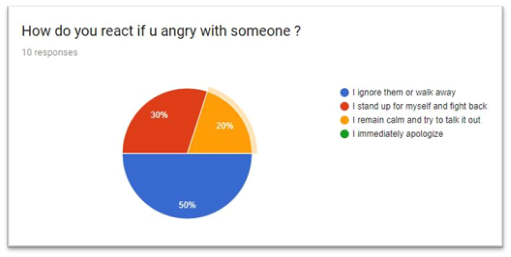 How do you react if u angry with someone ?
10 responses
I ignore them or walk away
I stand up for myself and fight back
I remain calm and try to talk it out
I immediately apologize
30%
20%
50%